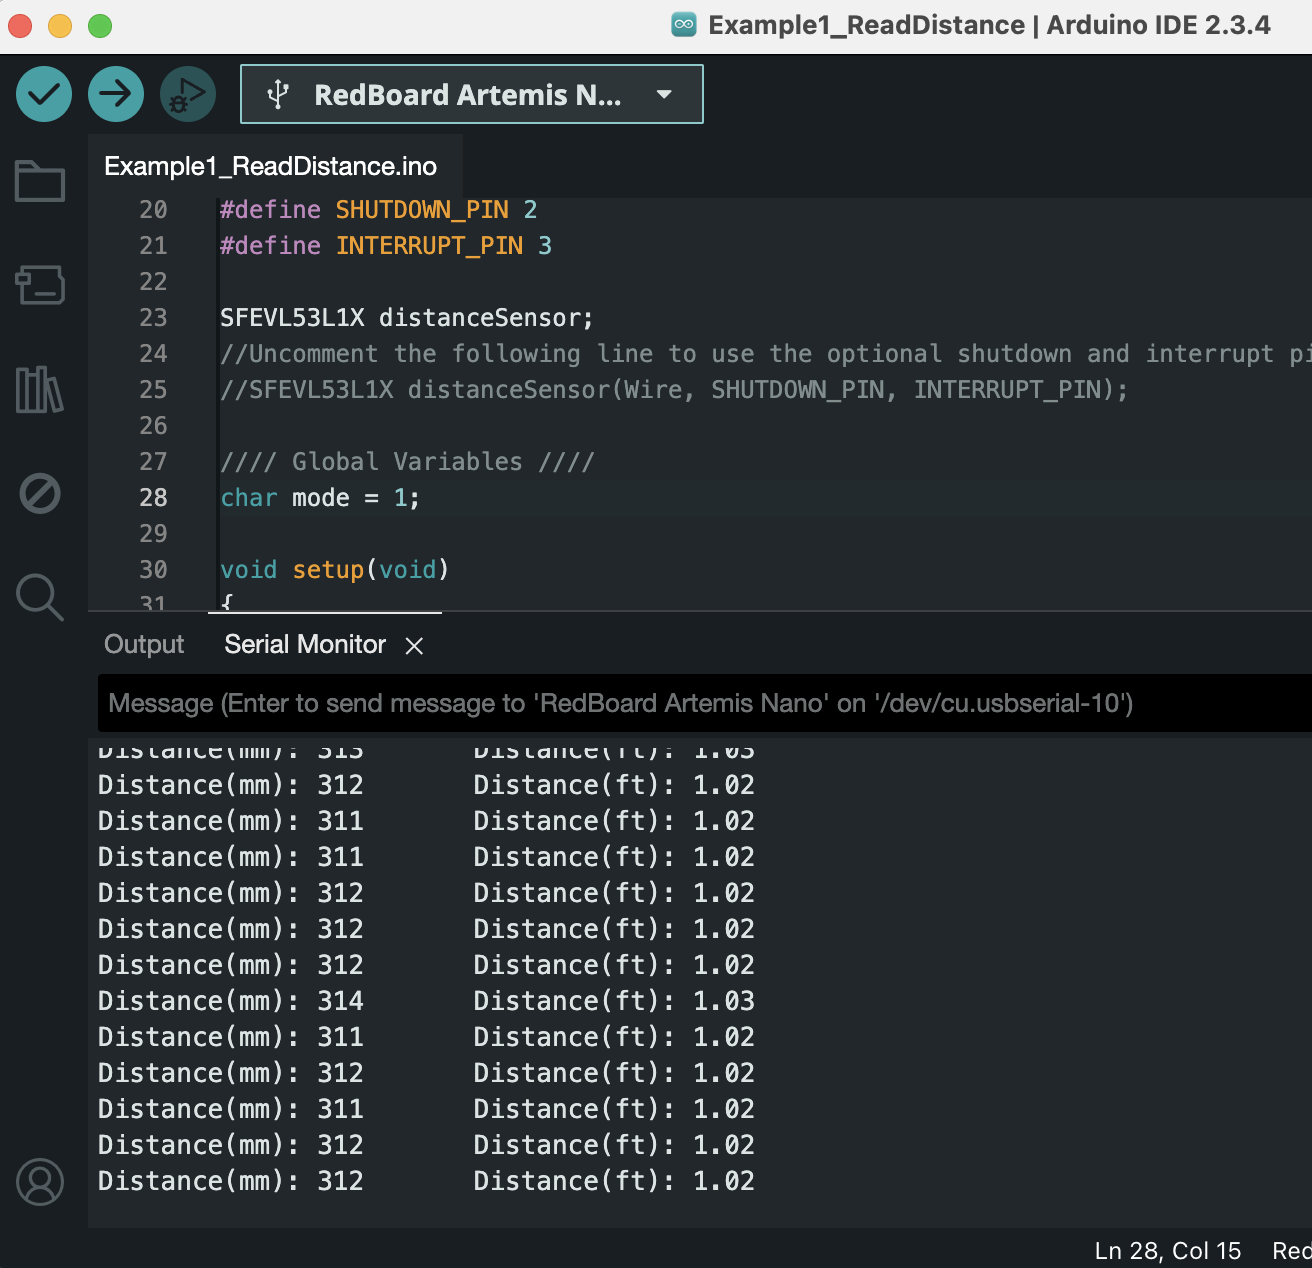 Example1_ReadDistance | Arduino IDE 2.3.4
RedBoard Artemis N...
Example1_ReadDistance.ino
20 #define SHUTDOWN_PIN 2
21 #define INTERRUPT_PIN 3
22
23 SFEVL53L1X distanceSensor;
24 //Uncomment the following line to use the optional shutdown and interrupt pi
25 //SFEVL53L1X distanceSensor(Wire, SHUTDOWN_PIN, INTERRUPT_PIN);
26
27 //// Global Variables ////
28 char mode = 1;
29
30 void setup(void)
31 {
Output Serial Monitor
Message (Enter to send message to 'RedBoard Artemis Nano' on '/dev/cu.usbserial-10')
Distance(mm): 313 Distance(ft): 1.03
Distance(mm): 312 Distance(ft): 1.02
Distance(mm): 311 Distance(ft): 1.02
Distance(mm): 311 Distance(ft): 1.02
Distance(mm): 312 Distance(ft): 1.02
Distance(mm): 312 Distance(ft): 1.02
Distance(mm): 312 Distance(ft): 1.02
Distance(mm): 314 Distance(ft): 1.03
Distance(mm): 311 Distance(ft): 1.02
Distance(mm): 312 Distance(ft): 1.02
Distance(mm): 311 Distance(ft): 1.02
Distance(mm): 312 Distance(ft): 1.02
Distance(mm): 312 Distance(ft): 1.02
Ln 28, Col 15 Red